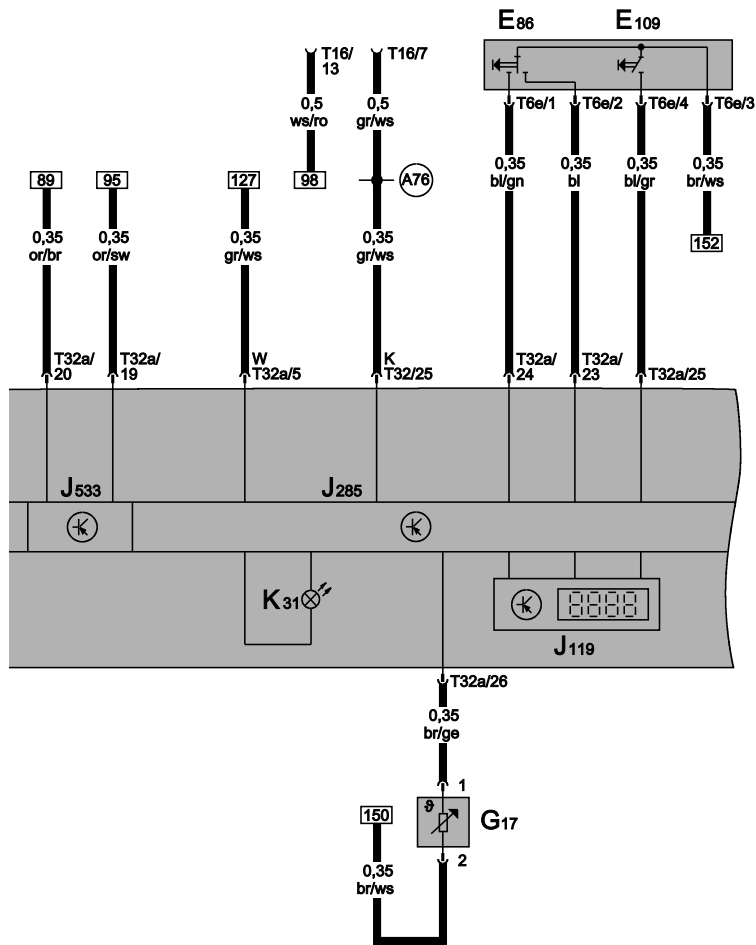 E86
E109
T16/
13
T16/7
T6e/1
T6e/2
T6e/4
T6e/3
0,5
ws/ro
0,5
gr/ws
89
95
127
98
A76
0,35
bl/gn
0,35
bl
0,35
bl/gr
0,35
br/ws
152
0,35
or/br
0,35
or/sw
0,35
gr/ws
0,35
gr/ws
T32a/
20
T32a/
19
W
T32a/5
K
T32/25
T32a/
24
T32a/
23
T32a/25
J533
J285
K31
8888
J119
T32a/26
0,35
br/ge
1
150
ϑ
G17
2
0,35
br/ws